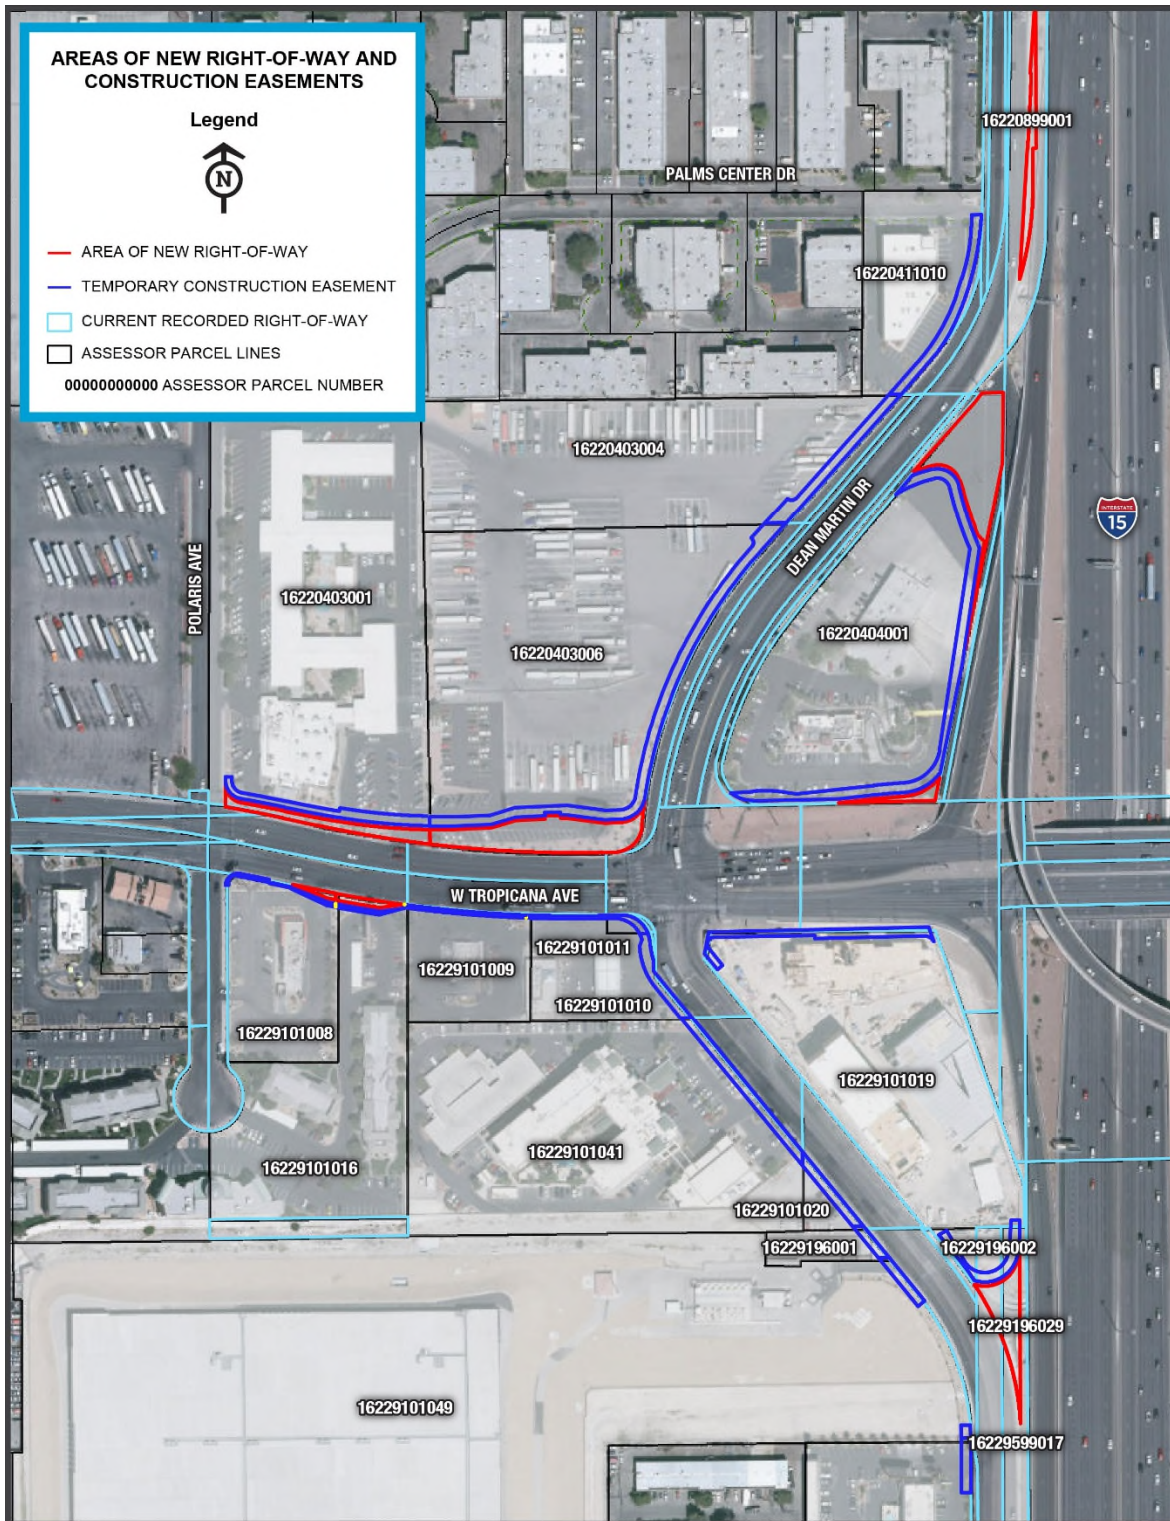 AREAS OF NEW RIGHT-OF-WAY AND
CONSTRUCTION EASEMENTS
Legend
N
AREA OF NEW RIGHT-OF-WAY
TEMPORARY CONSTRUCTION EASEMENT
CURRENT RECORDED RIGHT-OF-WAY
ASSESSOR PARCEL LINES
00000000000 ASSESSOR PARCEL NUMBER
16220899001
PALMS CENTER DR
16220411010
16220403004
DEAN MARTIN DR
INTERSTATE
15
POLARIS AVE
16220403001
16220403006
16220404001
W TROPICANA AVE
16229101011
16229101009
16229101010
16229101008
16229101019
16229101041
16229101016
16229101020
16229196001
16229196002
16229196029
16229101049
16229599017